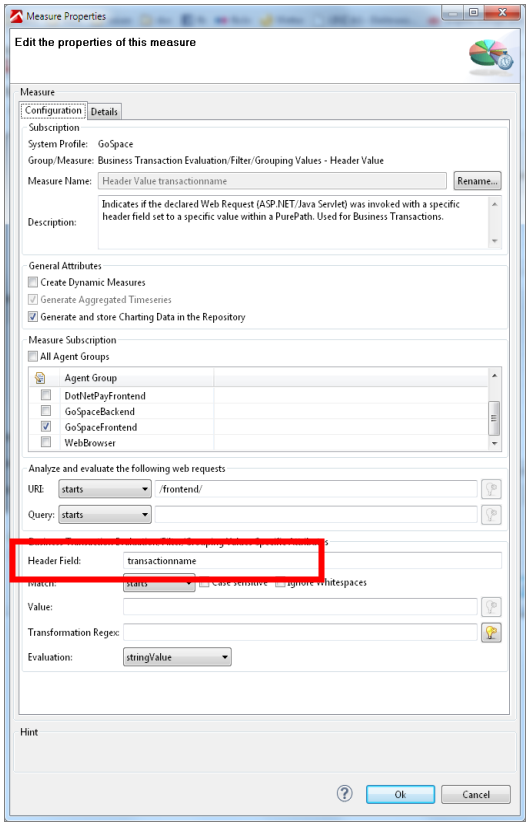 Measure Properties
Edit the properties of this measure
Measure
Configuration Details
Subscription
System Profile: GoSpace
Group/Measure: Business Transaction Evaluation/Filter/Grouping Values - Header Value
Measure Name: Header Value transactionname Rename...
Indicates if the declared Web Request (ASP.NET/Java Servlet) was invoked with a specific
Description: header field set to a specific value within a PurePath. Used for Business Transactions.
General Attributes
Create Dynamic Measures
Generate Aggregated Timeseries
Generate and store Charting Data in the Repository
Measure Subscription
All Agent Groups
Agent Group
DotNetPayFrontend
GoSpaceBackend
GoSpaceFrontend
WebBrowser
Analyze and evaluate the following web requests
URI: starts /frontend/
Query: starts
Header Field: transactionname
Match: starts Case sensitive Ignore Whitespaces
Value:
Transformation Regex:
Evaluation: stringValue
Hint
? Ok Cancel